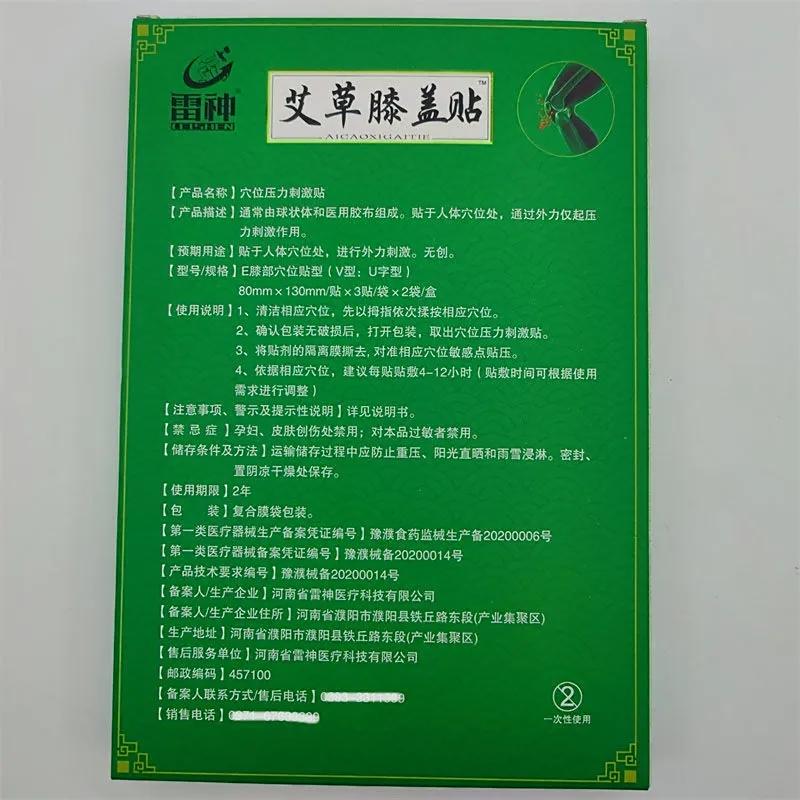 雷神
LEISHEN
艾草膝盖贴™
AICAOXIGAITIE
【产品名称】穴位压力刺激贴
【产品描述】通常由球状体和医用胶布组成。贴于人体穴位处，通过外力仅起压
力刺激作用。
【预期用途】贴于人体穴位处，进行外力刺激。无创。
【型号/规格】E膝部穴位贴型（V型：U字型）
80mm×130mm/贴×3贴/袋×2袋/盒
【使用说明】1、清洁相应穴位，先以拇指依次揉按相应穴位。
2、确认包装无破损后，打开包装，取出穴位压力刺激贴。
3、将贴剂的隔离膜撕去,对准相应穴位敏感点贴压。
4、依据相应穴位，建议每贴贴敷4-12小时（贴敷时间可根据使用
需求进行调整）
【注意事项、警示及提示性说明】详见说明书。
【禁忌症】孕妇、皮肤创伤处禁用；对本品过敏者禁用。
【储存条件及方法】运输储存过程中应防止重压、阳光直晒和雨雪浸淋。密封、
置阴凉干燥处保存。
【使用期限】2年
【包 装】复合膜袋包装。
【第一类医疗器械生产备案凭证编号】豫濮食药监械生产备20200006号
【第一类医疗器械备案凭证编号】豫濮械备20200014号
【产品技术要求编号】豫濮械备20200014号
【备案人/生产企业】河南省雷神医疗科技有限公司
【备案人/生产企业住所】河南省濮阳市濮阳县铁丘路东段(产业集聚区)
【生产地址】河南省濮阳市濮阳县铁丘路东段(产业集聚区)
【售后服务单位】河南省雷神医疗科技有限公司
【邮政编码】457100
【备案人联系方式/售后电话】
【销售电话】
2
一次性使用